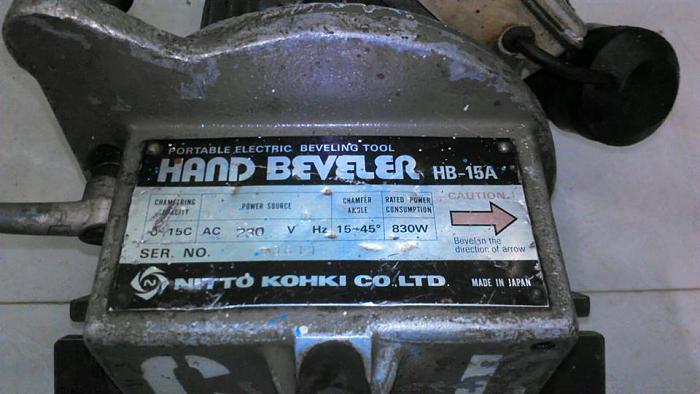 PORTABLE ELECTRIC BEVELING TOOL
HAND BEVELER HB-15A
CHAMFERING CAPACITY POWER SOURCE CHAMFER ANGLE RATED POWER CONSUMPTION CAUTION
0~15C AC 230 V Hz 15~45° 830W
Bevel in the
direction of arrow
SER. NO.
NITTO KOHKI CO., LTD MADE IN JAPAN